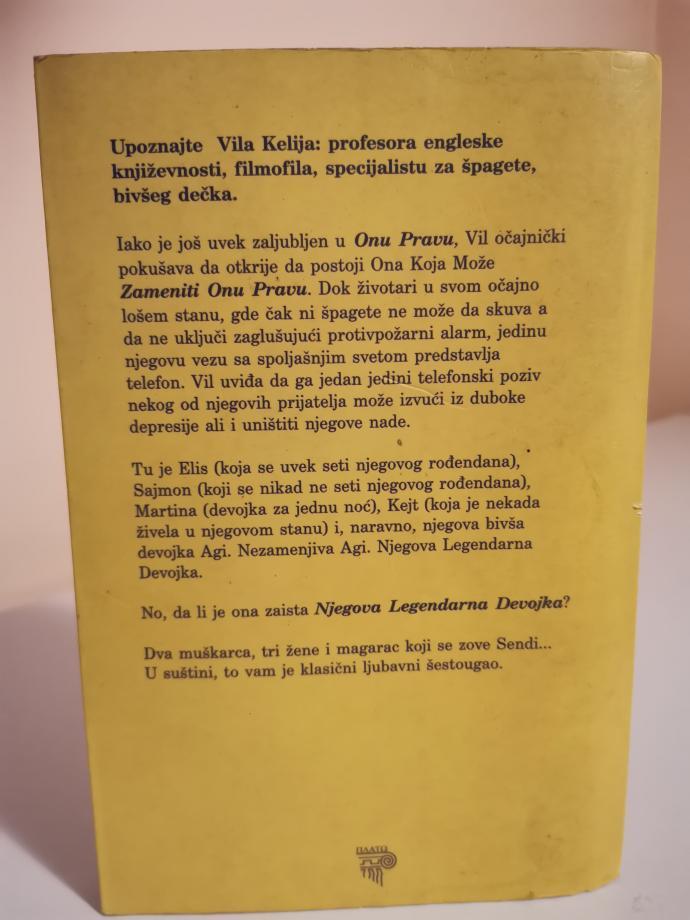 Upoznajte Vila Kelija: profesora engleske
književnosti, filmofila, specijalistu za špagete,
bivšeg dečka.
Iako je još uvek zaljubljen u Onu Pravu, Vil očajnički
pokušava da otkrije da postoji Ona Koja Može
Zameniti Onu Pravu. Dok životari u svom očajno
lošem stanu, gde čak ni špagete ne može da skuva a
da ne uključi zaglušujući protivpožarni alarm, jedinu
njegovu vezu sa spoljašnjim svetom predstavlja
telefon. Vil uviđa da ga jedan jedini telefonski poziv
nekog od njegovih prijatelja može izvući iz duboke
depresije ali i uništiti njegove nade.
Tu je Elis (koja se uvek seti njegovog rođendana),
Sajmon (koji se nikad ne seti njegovog rođendana),
Martina (devojka za jednu noć), Kejt (koja je nekada
živela u njegovom stanu) i, naravno, njegova bivša
devojka Agi. Nezamenjiva Agi. Njegova Legendarna
Devojka.
No, da li je ona zaista Njegova Legendarna Devojka?
Dva muškarca, tri žene i magarac koji se zove Sendi...
U suštini, to vam je klasični ljubavni šestougao.
ΠΛΑΤΩ